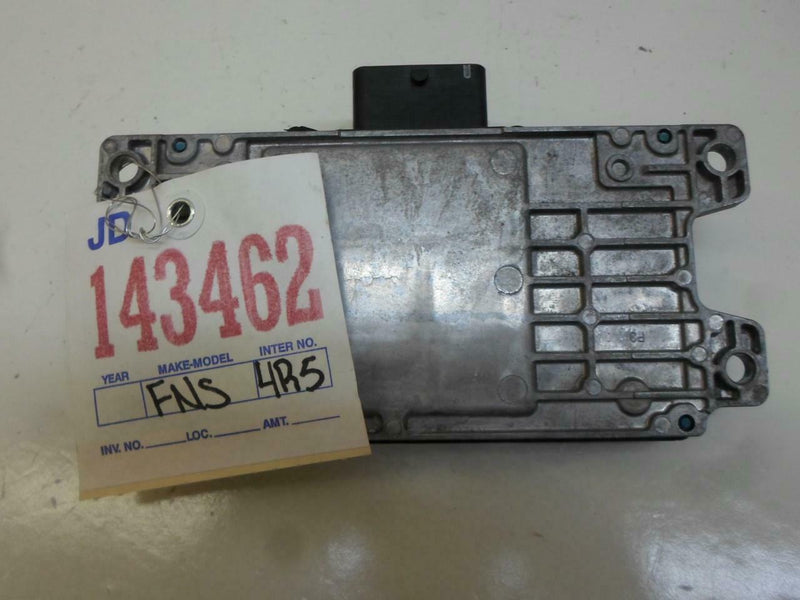 JD
143462
YEAR MAKE-MODEL INTER NO.
FNS 4R5
INV. NO. LOC. AMT.